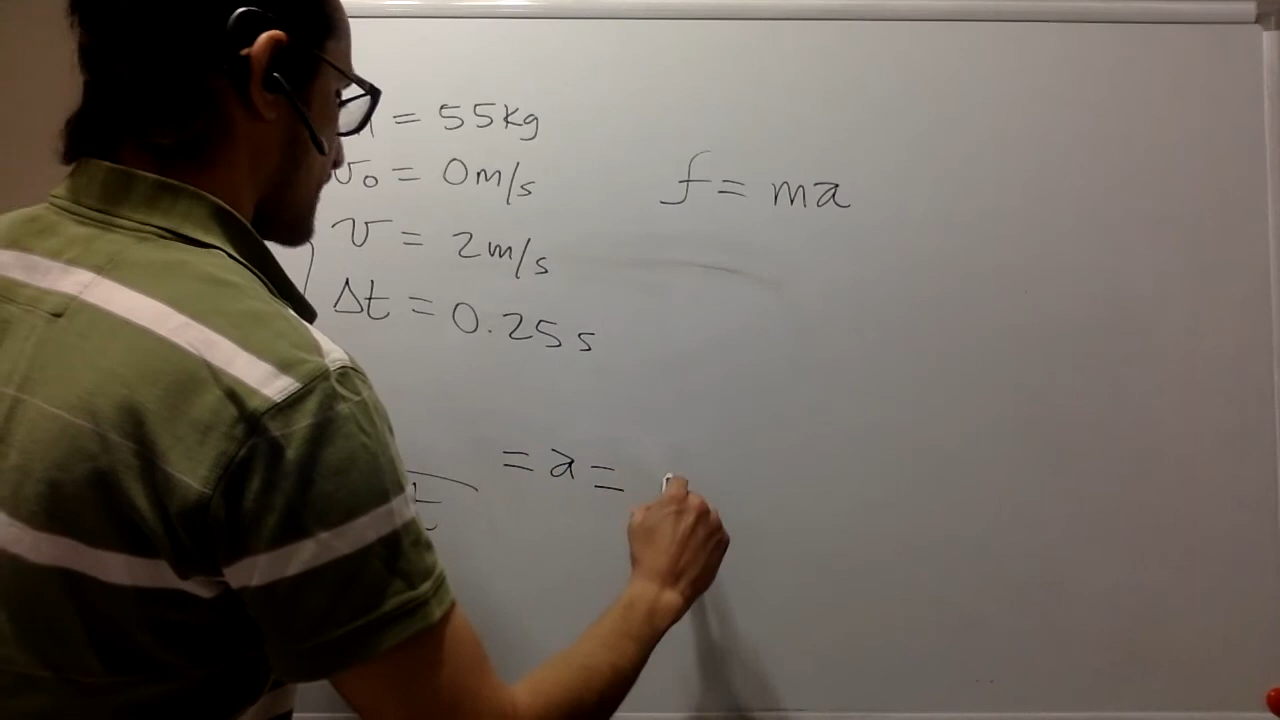 = 55kg
v₀ = 0m/s
v = 2m/s
Δt = 0.25s
f = ma
= a =